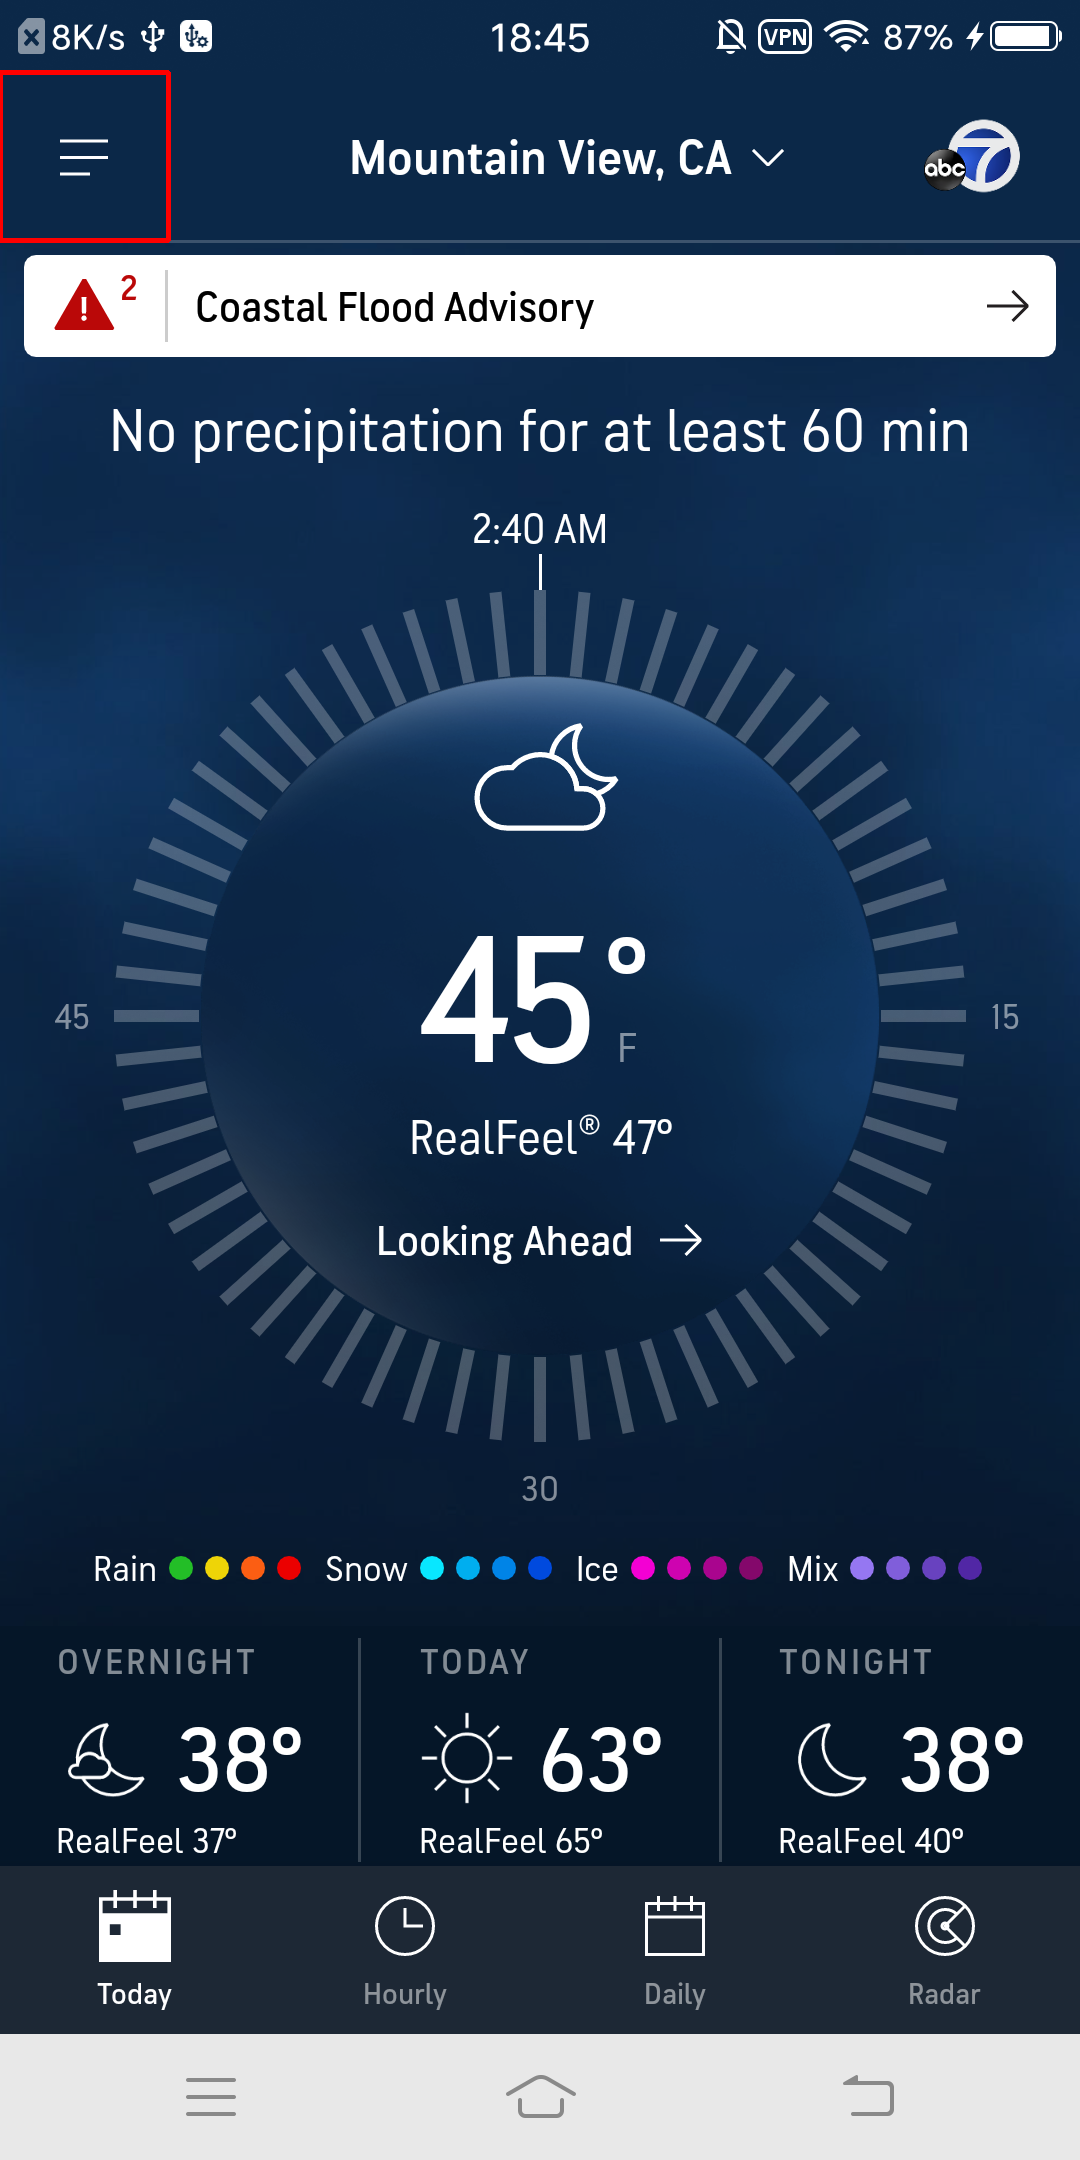 8K/s 18:45 VPN 87%
Mountain View, CA
abc 7
2 Coastal Flood Advisory
No precipitation for at least 60 min
2:40 AM
45° F
45 15
RealFeel® 47°
Looking Ahead
30
Rain Snow Ice Mix
OVERNIGHT TODAY TONIGHT
38° 63° 38°
RealFeel 37° RealFeel 65° RealFeel 40°
Today Hourly Daily Radar